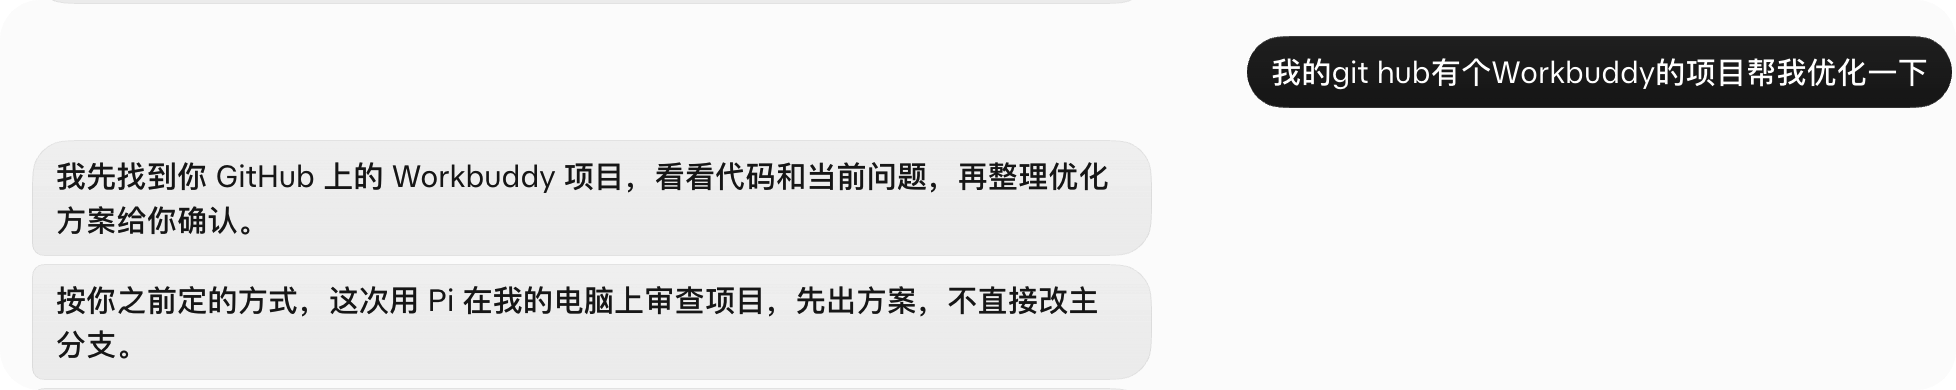 我的git hub有个Workbuddy的项目帮我优化一下
我先找到你 GitHub 上的 Workbuddy 项目，看看代码和当前问题，再整理优化
方案给你确认。
按你之前定的方式，这次用 Pi 在我的电脑上审查项目，先出方案，不直接改主
分支。